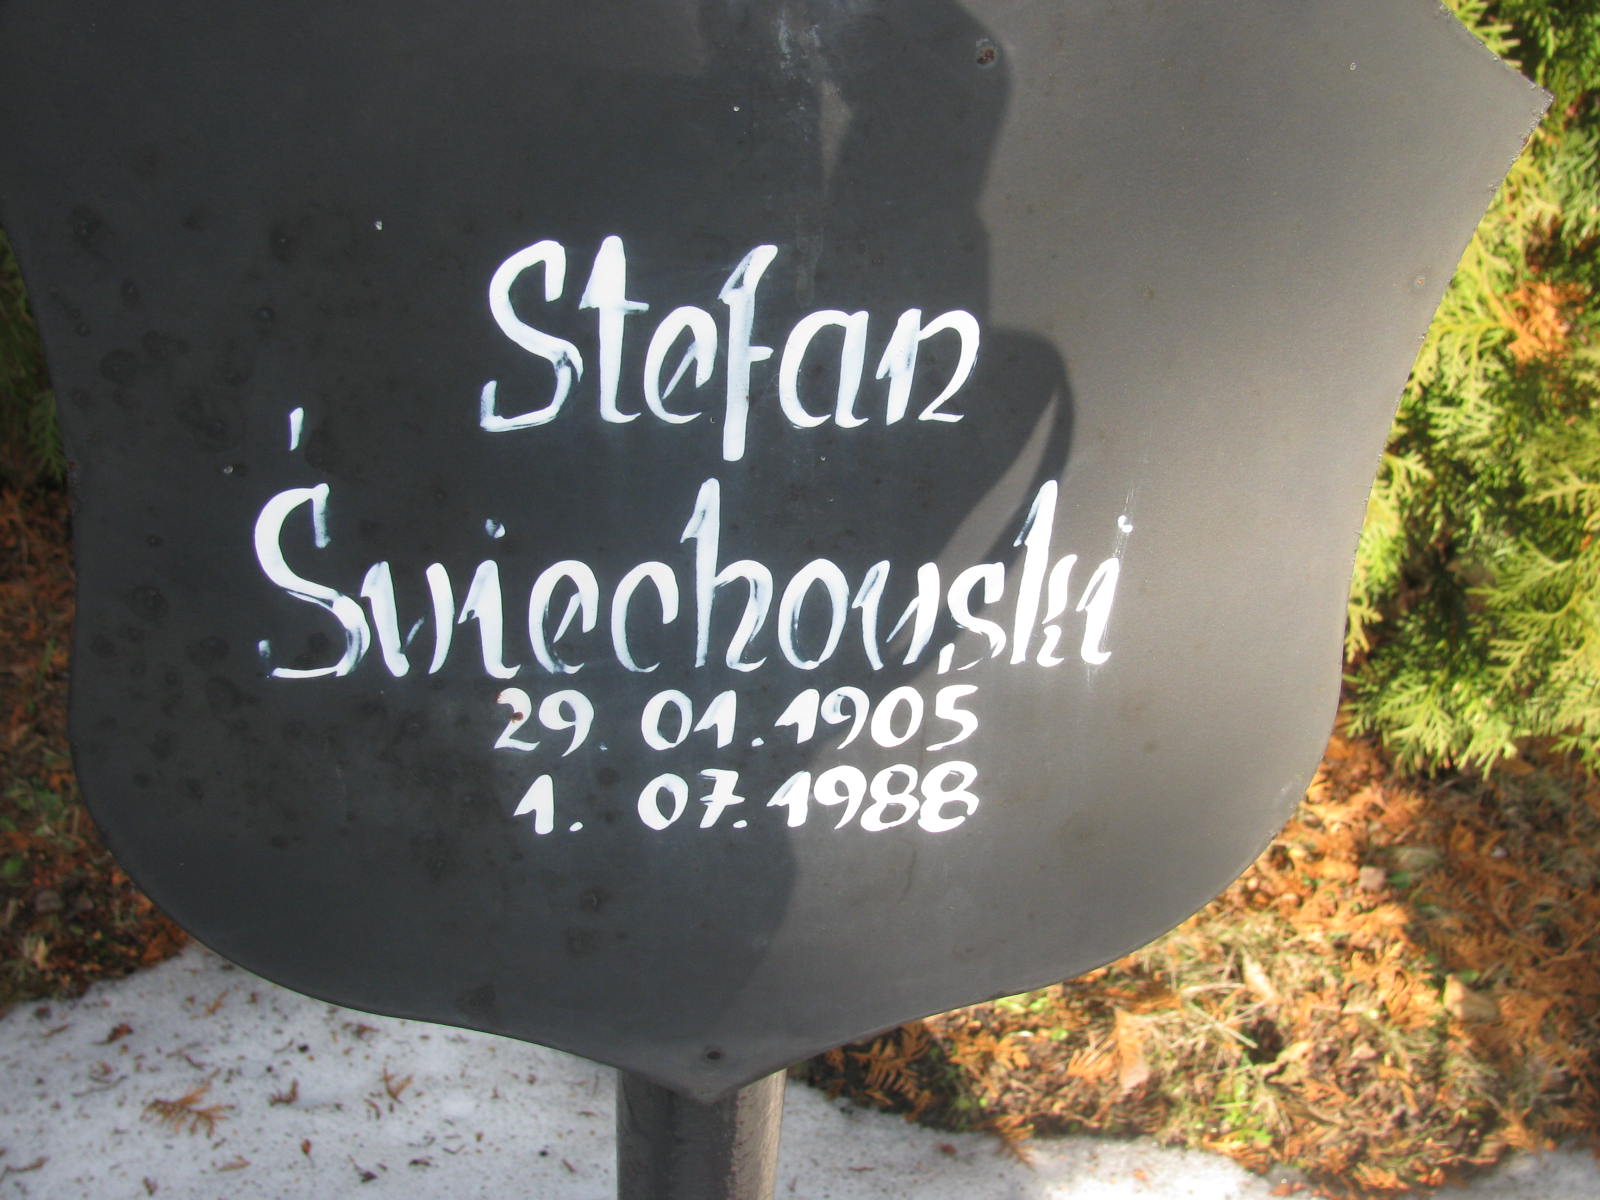 Stefan
Świechowski
29. 01. 1905
1. 07. 1988